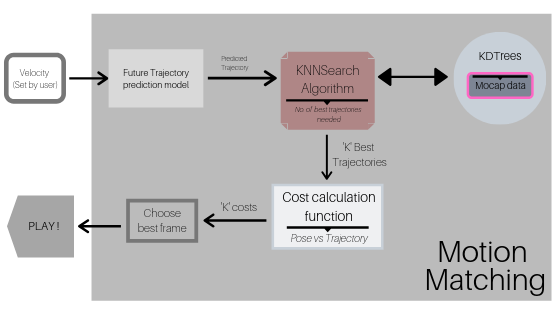 Velocity
(Set by user)
Future Trajectory
prediction model
Predicted
Trajectory
KNNSearch
Algorithm
No. of best trajectories
needed
KDTrees
Mocap data
'K' Best
Trajectories
Cost calculation
function
Pose vs Trajectory
'K' costs
Choose
best frame
PLAY!
Motion
Matching